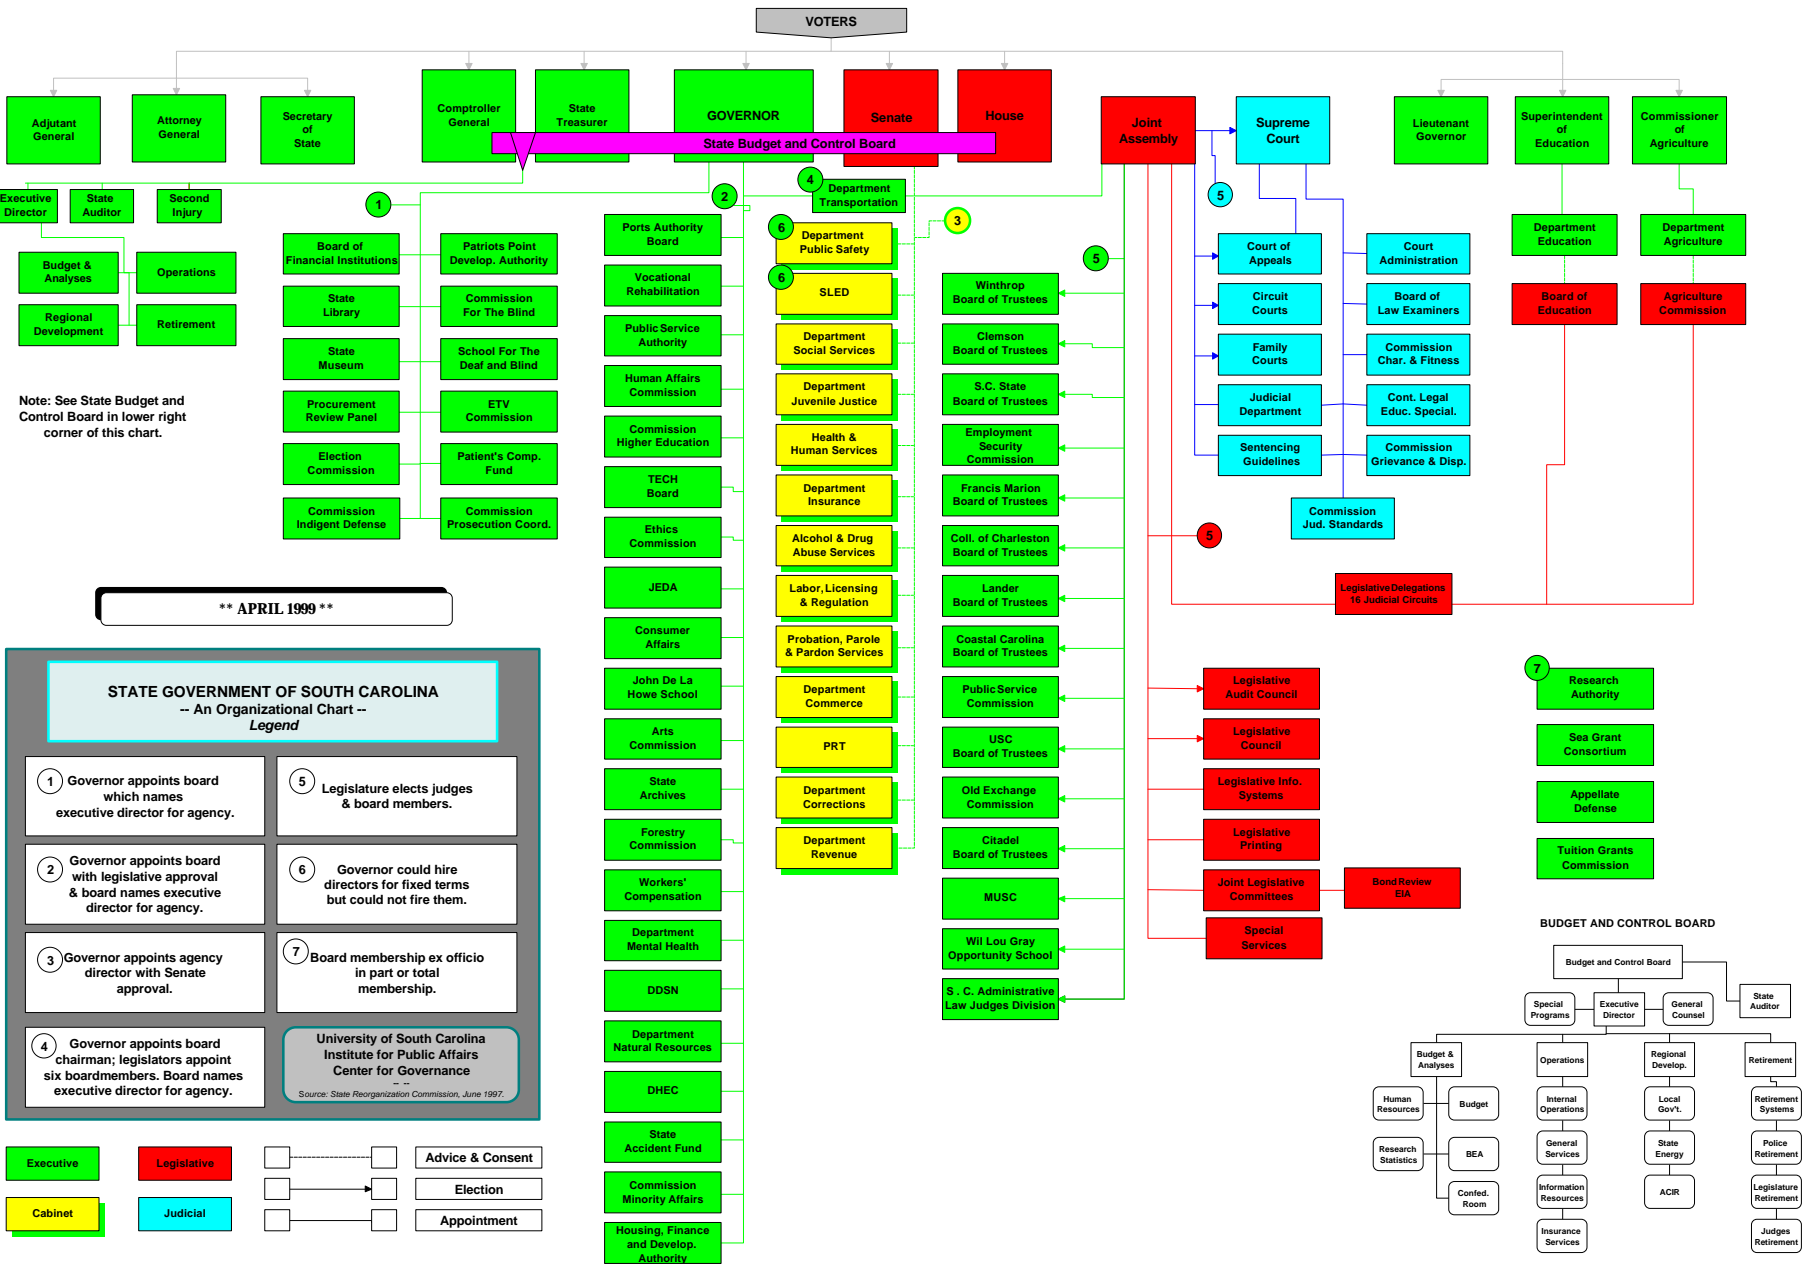 VOTERS
Adjutant
General
Attorney
General
Secretary
of
State
Comptroller
General
State
Treasurer
GOVERNOR
Senate
House
State Budget and Control Board
Joint
Assembly
Supreme
Court
Lieutenant
Governor
Superintendent
of
Education
Commissioner
of
Agriculture
Executive
Director
State
Auditor
Second
Injury
Budget &
Analyses
Operations
Regional
Development
Retirement
Note: See State Budget and
Control Board in lower right
corner of this chart.
1
Board of
Financial Institutions
Patriots Point
Develop. Authority
State
Library
Commission
For The Blind
State
Museum
School For The
Deaf and Blind
Procurement
Review Panel
ETV
Commission
Election
Commission
Patient's Comp.
Fund
Commission
Indigent Defense
Commission
Prosecution Coord.
2
Ports Authority
Board
Vocational
Rehabilitation
Public Service
Authority
Human Affairs
Commission
Commission
Higher Education
TECH
Board
Ethics
Commission
JEDA
Consumer
Affairs
John De La
Howe School
Arts
Commission
State
Archives
Forestry
Commission
Workers'
Compensation
Department
Mental Health
DDSN
Department
Natural Resources
DHEC
State
Accident Fund
Commission
Minority Affairs
Housing, Finance
and Develop.
Authority
4
Department
Transportation
3
6
Department
Public Safety
6
SLED
Department
Social Services
Department
Juvenile Justice
Health &
Human Services
Department
Insurance
Alcohol & Drug
Abuse Services
Labor, Licensing
& Regulation
Probation, Parole
& Pardon Services
Department
Commerce
PRT
Department
Corrections
Department
Revenue
5
Winthrop
Board of Trustees
Clemson
Board of Trustees
S.C. State
Board of Trustees
Employment
Security
Commission
Francis Marion
Board of Trustees
Coll. of Charleston
Board of Trustees
Lander
Board of Trustees
Coastal Carolina
Board of Trustees
Public Service
Commission
USC
Board of Trustees
Old Exchange
Commission
Citadel
Board of Trustees
MUSC
Wil Lou Gray
Opportunity School
S . C. Administrative
Law Judges Division
5
Court of
Appeals
Court
Administration
Circuit
Courts
Board of
Law Examiners
Family
Courts
Commission
Char. & Fitness
Judicial
Department
Cont. Legal
Educ. Special.
Sentencing
Guidelines
Commission
Grievance & Disp.
Commission
Jud. Standards
5
Department
Education
Department
Agriculture
Board of
Education
Agriculture
Commission
Legislative Delegations
16 Judicial Circuits
Legislative
Audit Council
Legislative
Council
Legislative Info.
Systems
Legislative
Printing
Joint Legislative
Committees
Bond Review
EIA
Special
Services
7
Research
Authority
Sea Grant
Consortium
Appellate
Defense
Tuition Grants
Commission
** APRIL 1999 **
STATE GOVERNMENT OF SOUTH CAROLINA
-- An Organizational Chart --
Legend
1
Governor appoints board
which names
executive director for agency.
5
Legislature elects judges
& board members.
2
Governor appoints board
with legislative approval
& board names executive
director for agency.
6
Governor could hire
directors for fixed terms
but could not fire them.
3
Governor appoints agency
director with Senate
approval.
7
Board membership ex officio
in part or total
membership.
4
Governor appoints board
chairman; legislators appoint
six boardmembers. Board names
executive director for agency.
University of South Carolina
Institute for Public Affairs
Center for Governance
– --
Source: State Reorganization Commission, June 1997.
Executive
Legislative
Advice & Consent
Election
Cabinet
Judicial
Appointment
BUDGET AND CONTROL BOARD
Budget and Control Board
State
Auditor
Special
Programs
Executive
Director
General
Counsel
Budget &
Analyses
Operations
Regional
Develop.
Retirement
Human
Resources
Budget
Internal
Operations
Local
Gov't.
Retirement
Systems
Research
Statistics
BEA
General
Services
State
Energy
Police
Retirement
Confed.
Room
Information
Resources
ACIR
Legislature
Retirement
Insurance
Services
Judges
Retirement